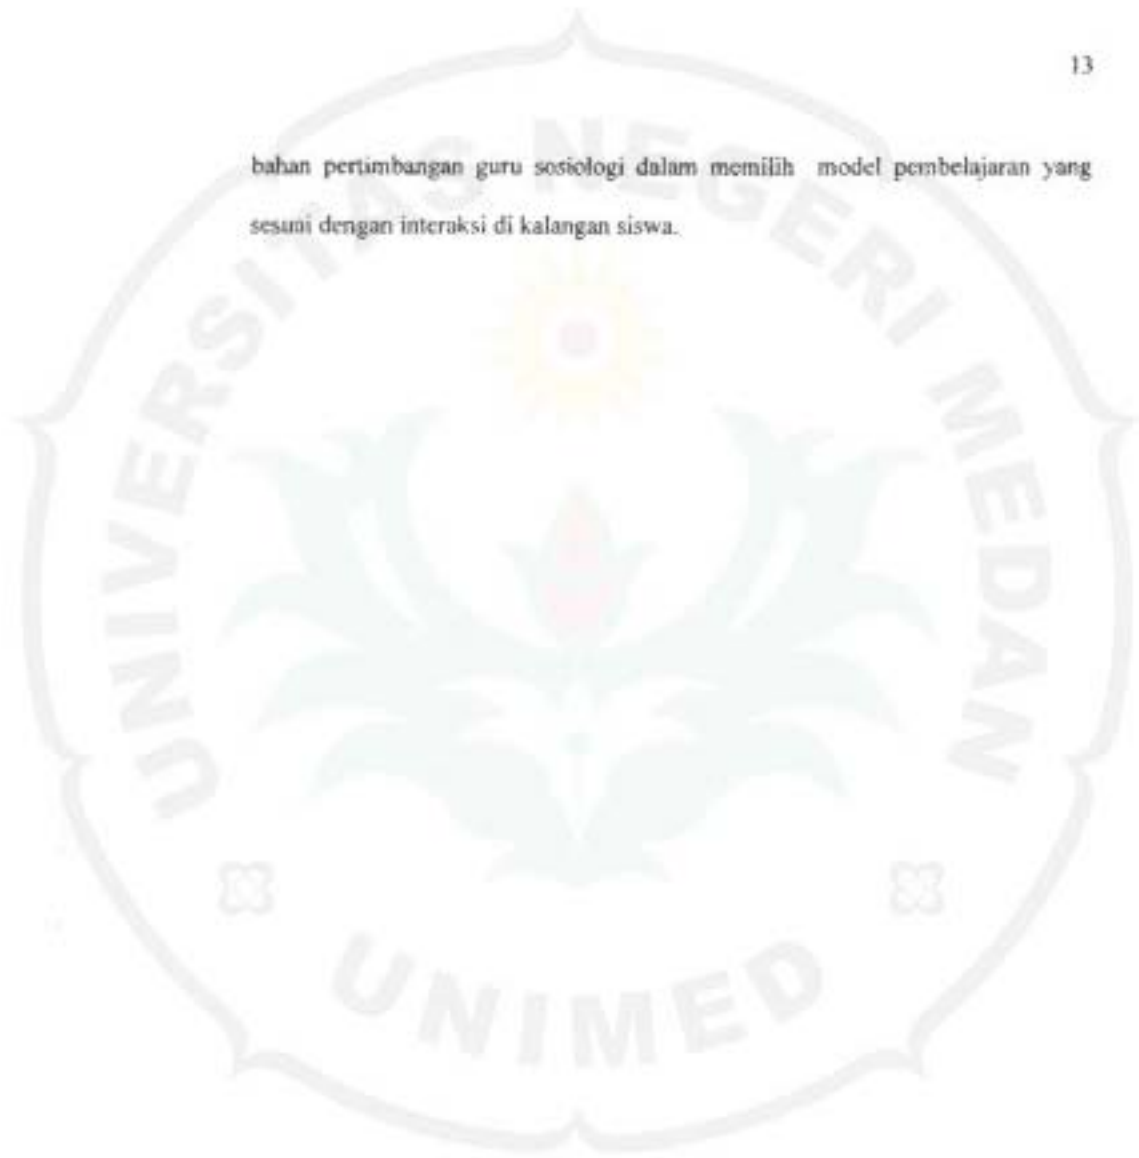 13
bahan pertimbangan guru sosiologi dalam memilih model pembelajaran yang
sesuai dengan interaksi di kalangan siswa.
UNIVERSITAS NEGERI MEDAN
UNIMED